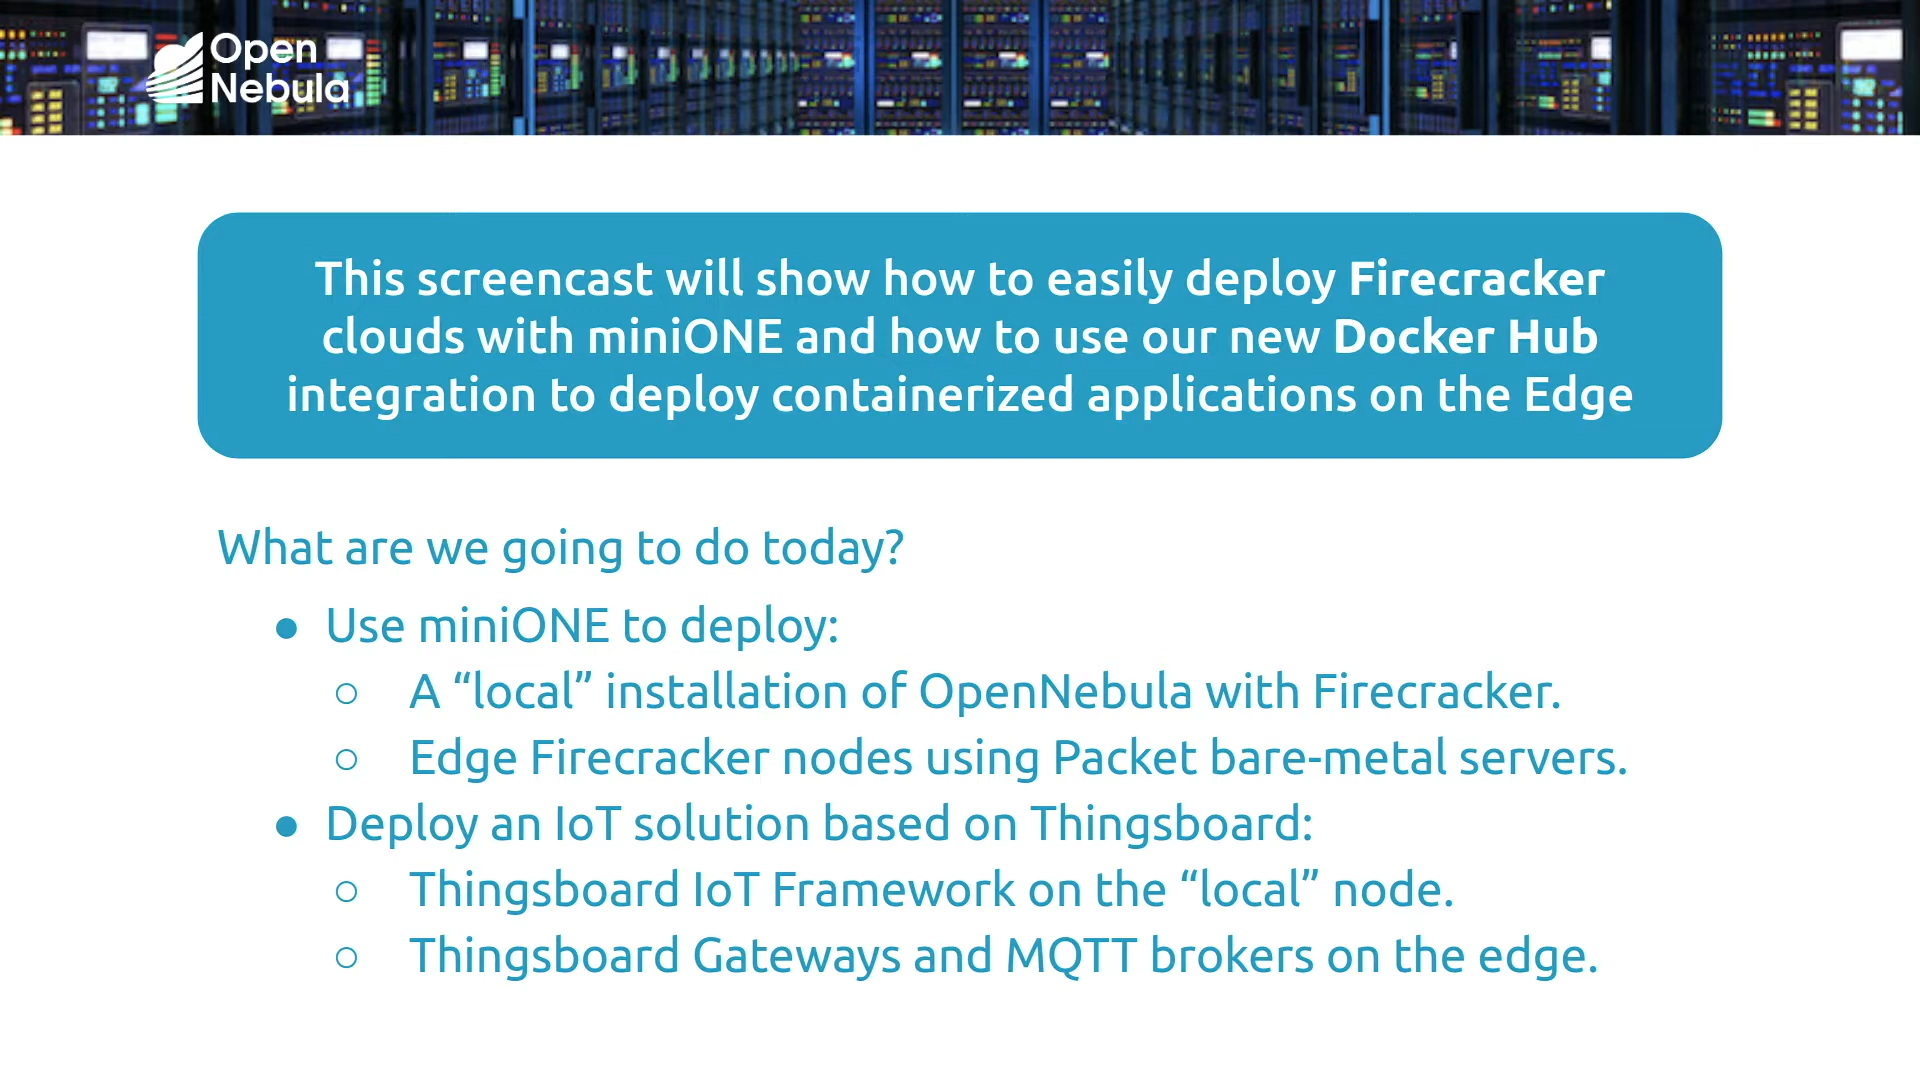 Open
Nebula
This screencast will show how to easily deploy Firecracker
clouds with miniONE and how to use our new Docker Hub
integration to deploy containerized applications on the Edge
What are we going to do today?
● Use miniONE to deploy:
○ A “local” installation of OpenNebula with Firecracker.
○ Edge Firecracker nodes using Packet bare-metal servers.
● Deploy an IoT solution based on Thingsboard:
○ Thingsboard IoT Framework on the “local” node.
○ Thingsboard Gateways and MQTT brokers on the edge.